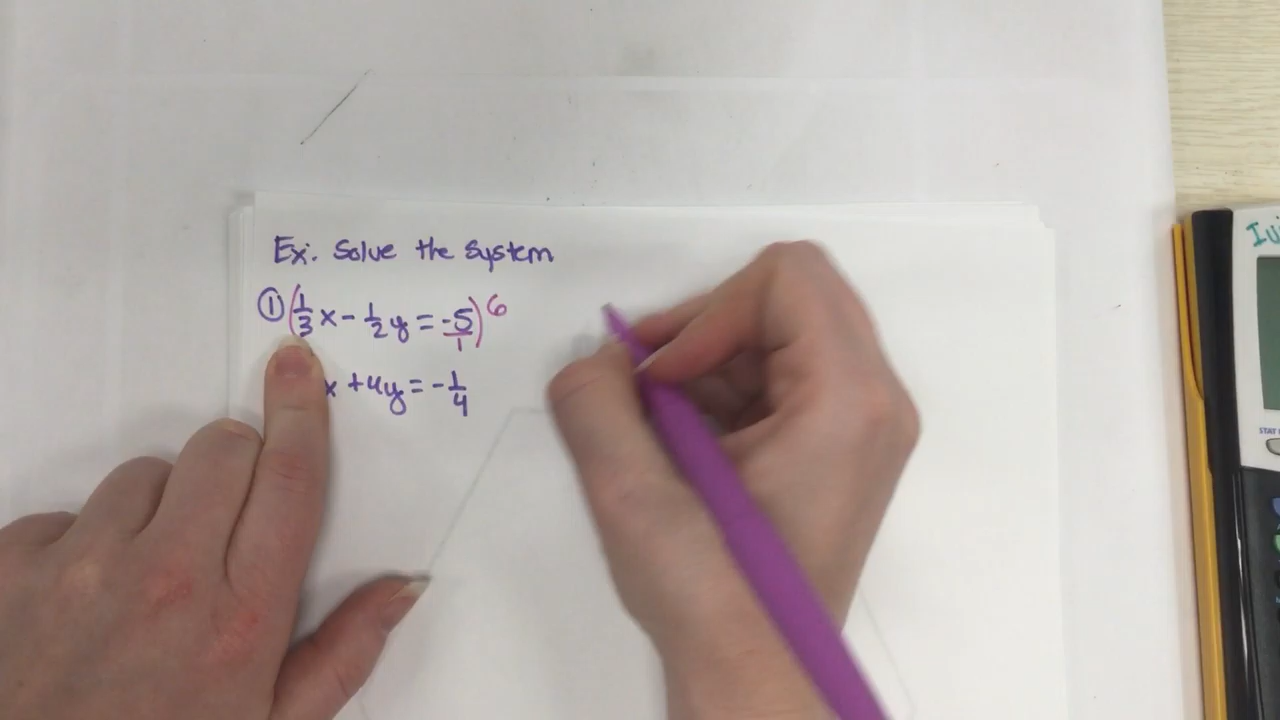 Ex: Solve the system
① (1/3 x - 1/2 y = -5/1) 6
x + 4y = -1/4